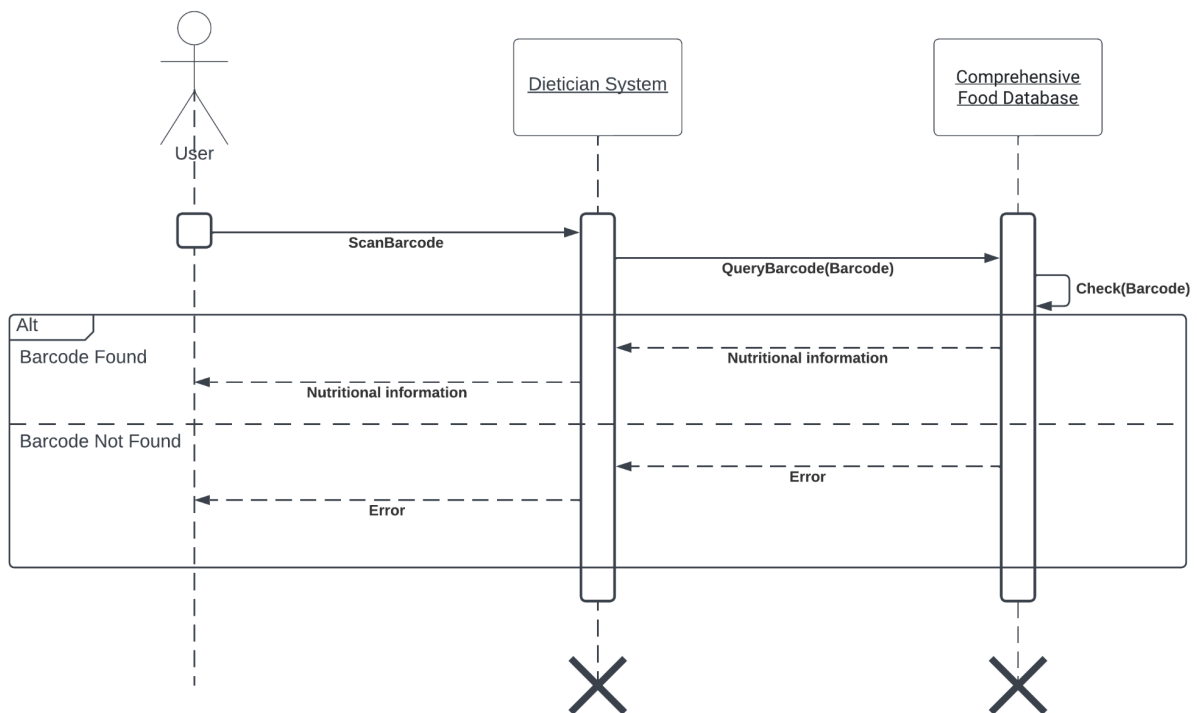 Dietician System
Comprehensive
Food Database
User
ScanBarcode
QueryBarcode(Barcode)
Check(Barcode)
Alt
Barcode Found
Nutritional information
Nutritional information
Barcode Not Found
Error
Error